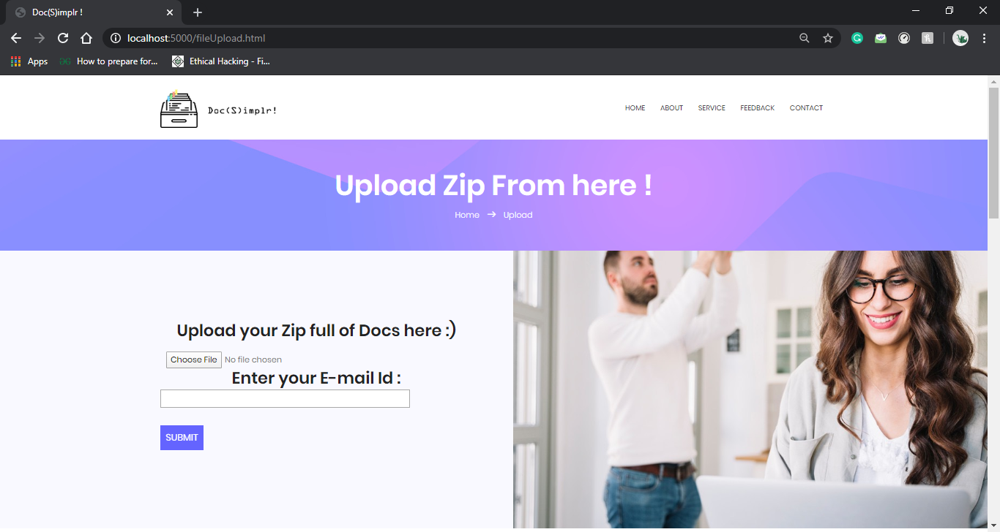 Doc(S)implr !
localhost:5000/fileUpload.html
Apps
How to prepare for...
Ethical Hacking - Fi...
Doc(S)implr!
HOME ABOUT SERVICE FEEDBACK CONTACT
Upload Zip From here !
Home → Upload
Upload your Zip full of Docs here :)
Choose File No file chosen
Enter your E-mail Id :
SUBMIT